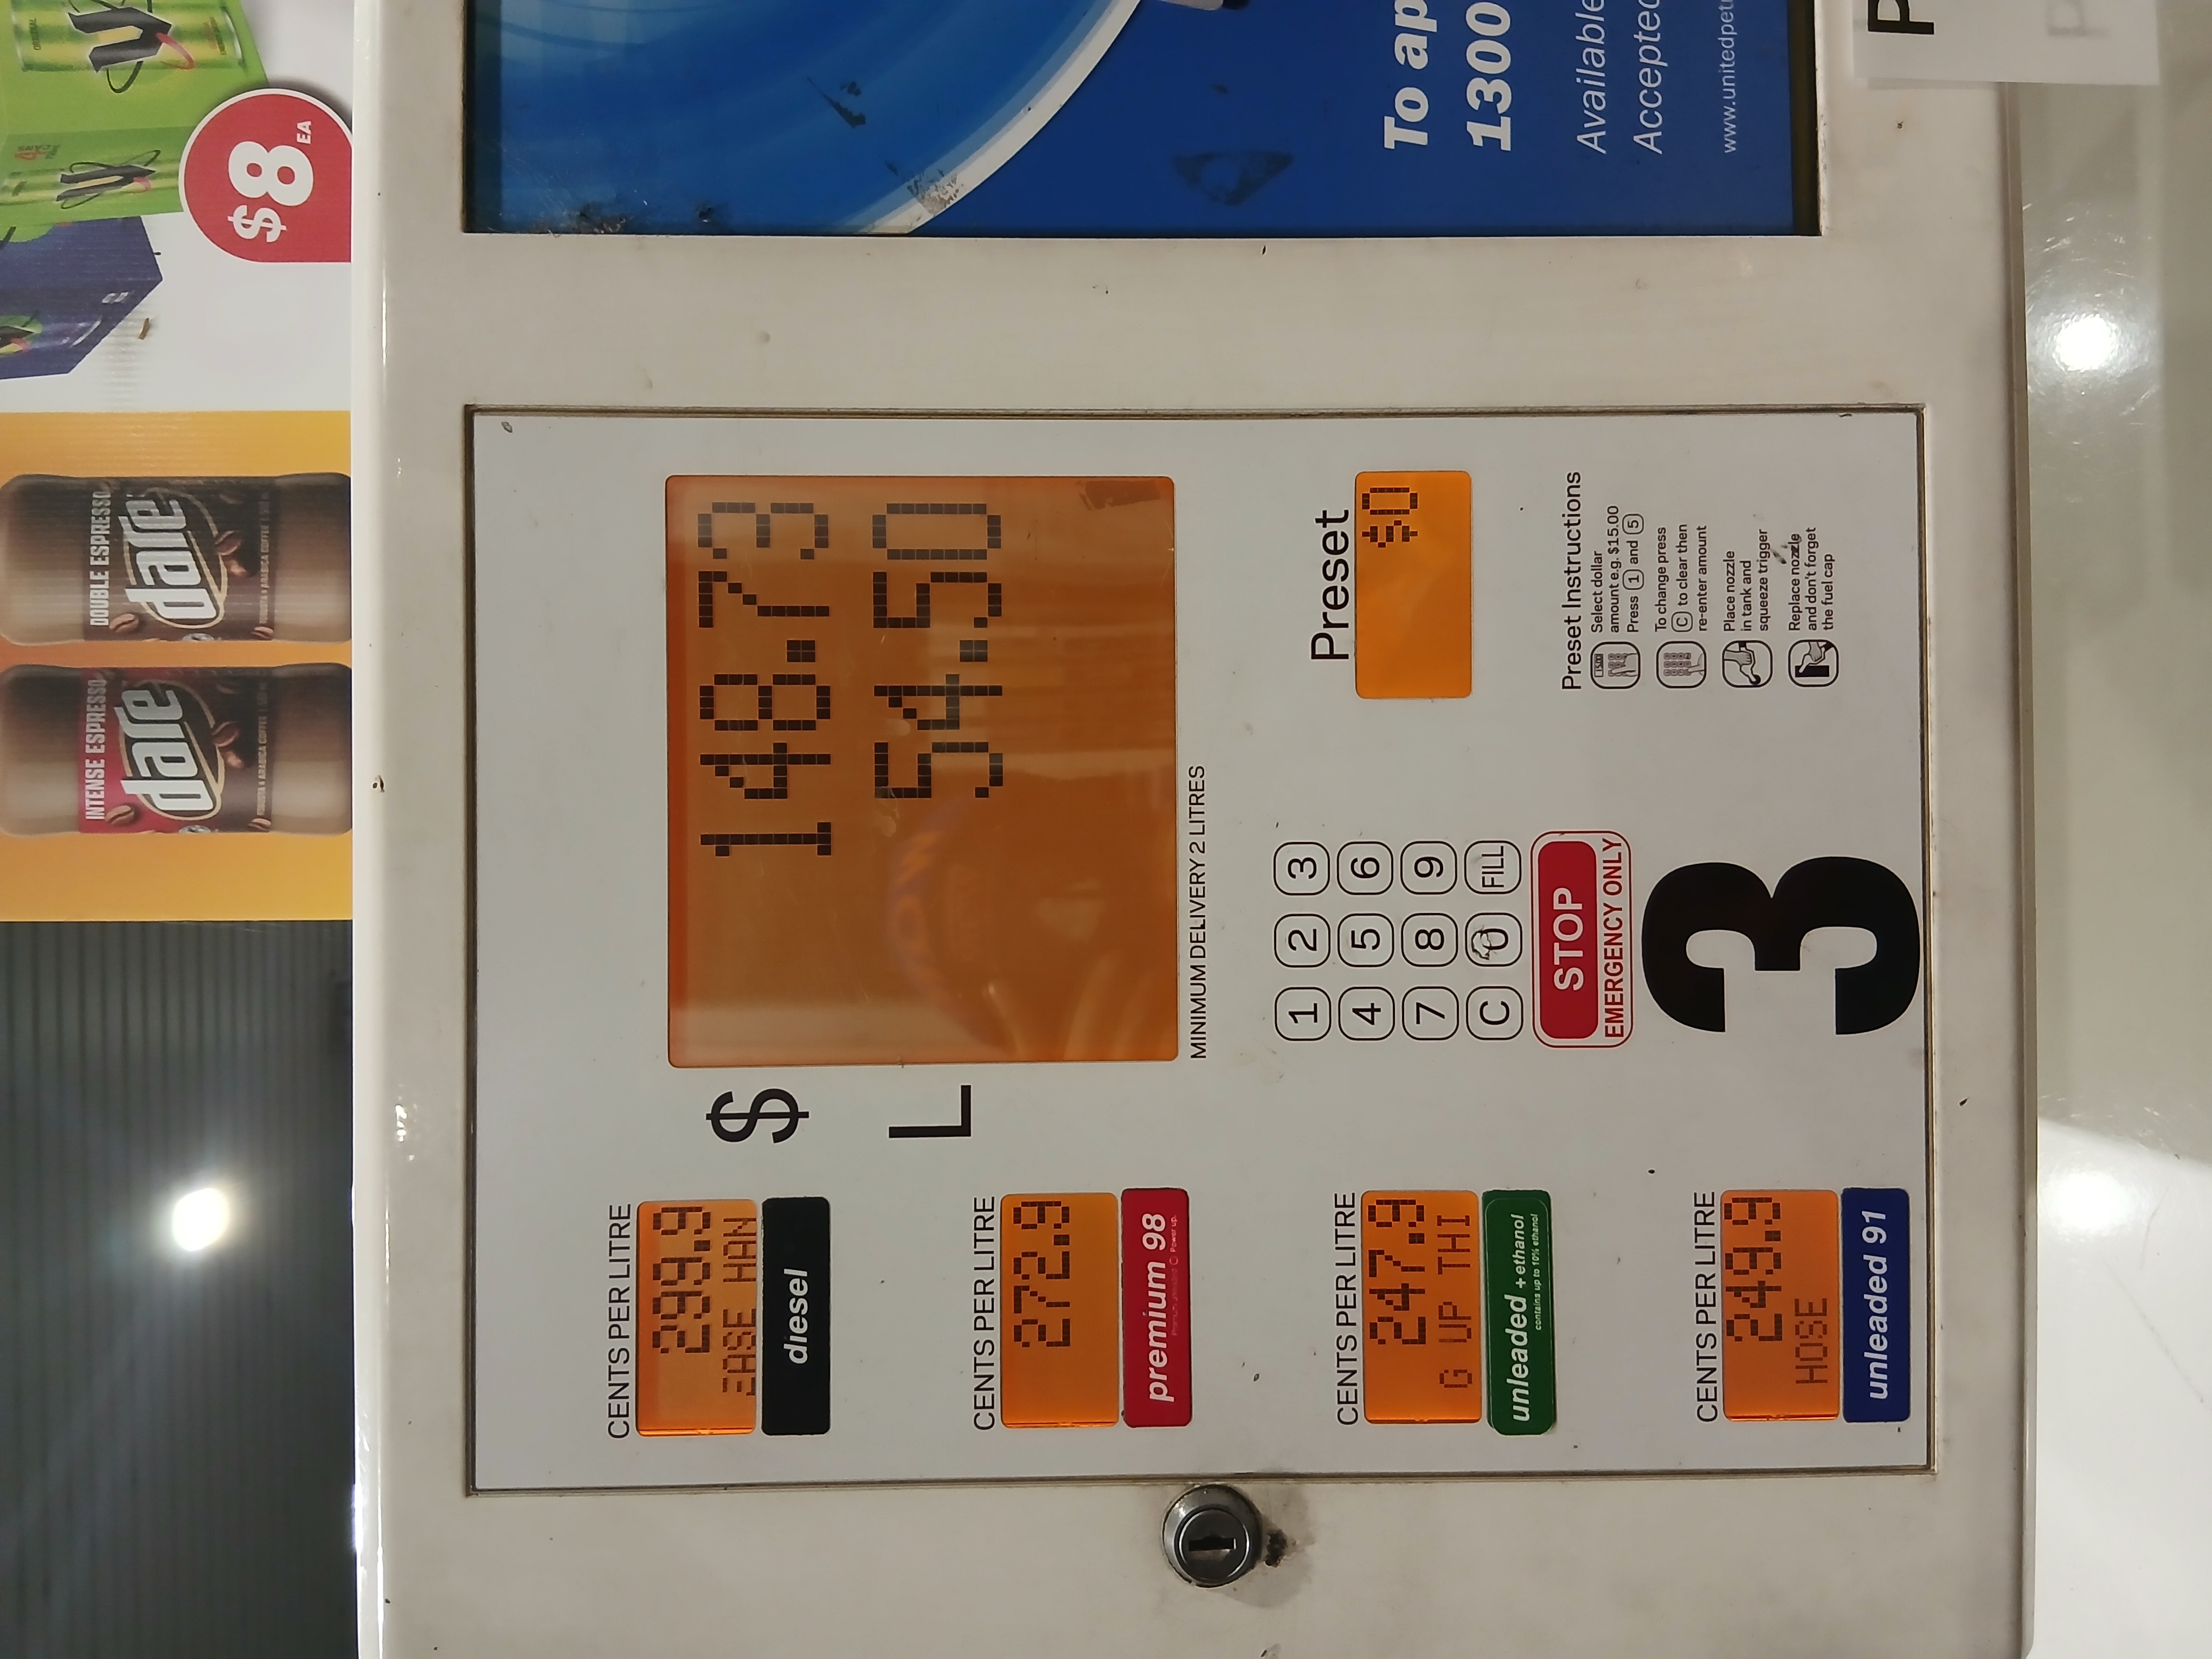 INTENSE ESPRESSO
dare
DOUBLE ESPRESSO
dare
$8 EA
ORIGINAL
CENTS PER LITRE
299.9
EASE HAN
diesel
CENTS PER LITRE
272.9
premium 98
CENTS PER LITRE
247.9
G UP THI
unleaded + ethanol
contains up to 10% ethanol
CENTS PER LITRE
249.9
HOSE
unleaded 91
$ 148.73
L 54.50
MINIMUM DELIVERY 2 LITRES
1 2 3
4 5 6
7 8 9
C 0 FILL
STOP
EMERGENCY ONLY
3
Preset
$0
Preset Instructions
Select dollar
amount e.g. $15.00
Press 1 and 5
To change press
C to clear then
re-enter amount
Place nozzle
in tank and
squeeze trigger
Replace nozzle
and don't forget
the fuel cap
To ap
1300
Available
Accepted
www.unitedpet
P